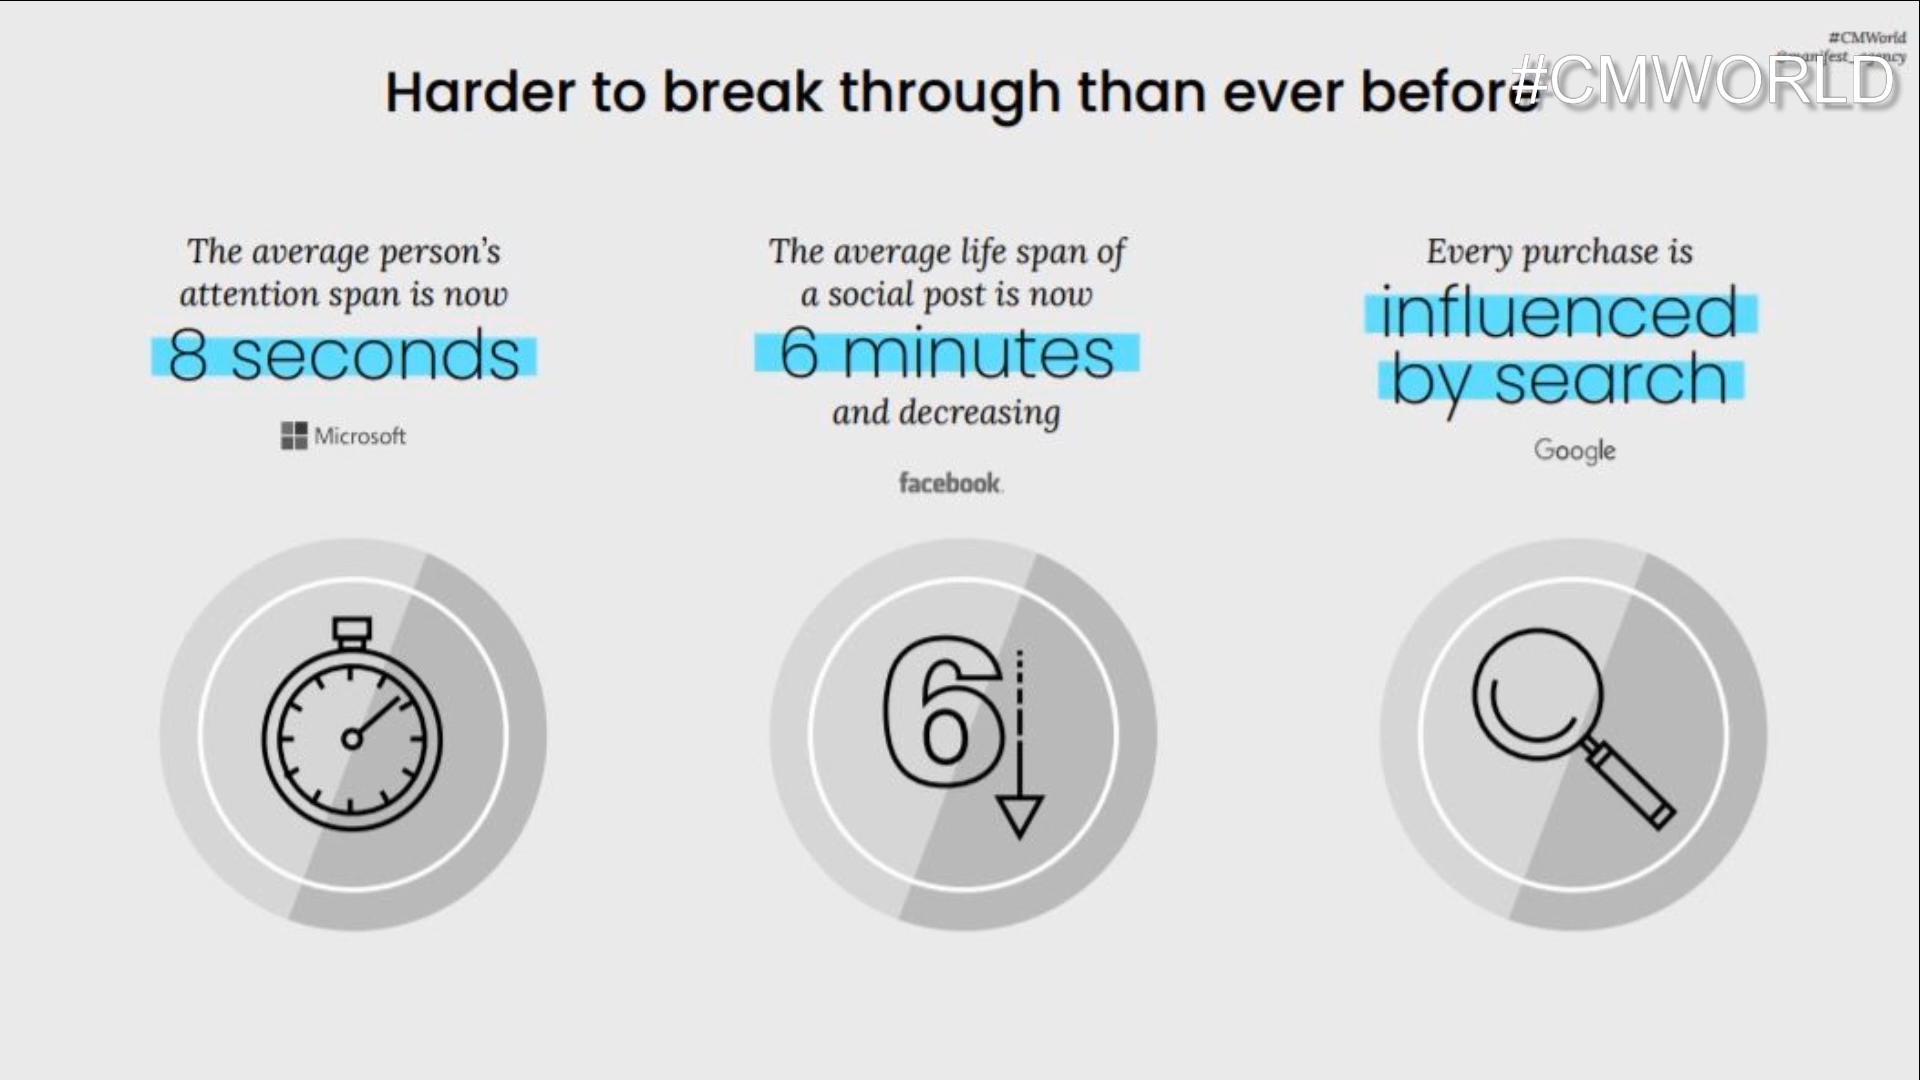 #CMWorld
@manifest_agency
#CMWORLD
Harder to break through than ever before
The average person's
attention span is now
8 seconds
Microsoft
The average life span of
a social post is now
6 minutes
and decreasing
facebook
Every purchase is
influenced
by search
Google
6